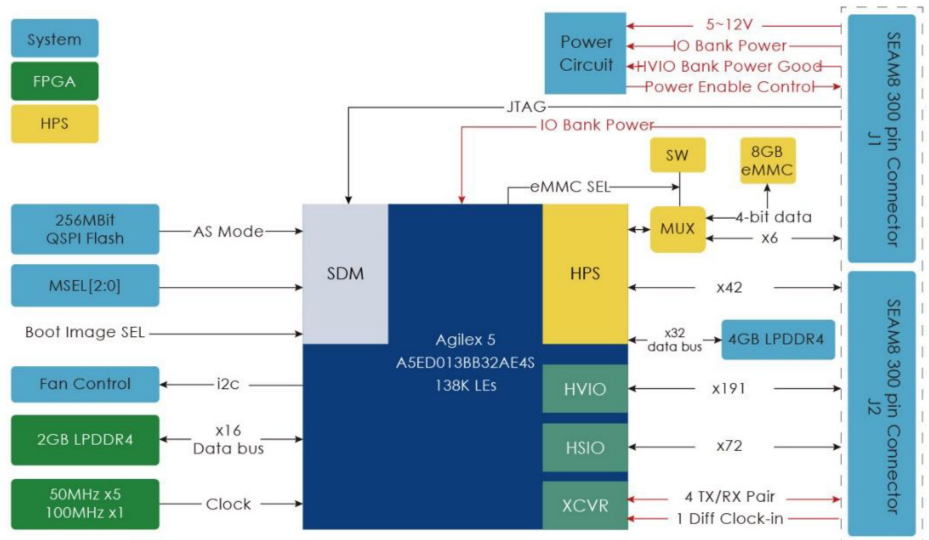 System
FPGA
HPS
Power
Circuit
5~12V
IO Bank Power
HVIO Bank Power Good
Power Enable Control
SEAM8 300 pin Connector
J1
JTAG
IO Bank Power
SW
8GB
eMMC
eMMC SEL
MUX
4-bit data
x6
256MBit
QSPI Flash
AS Mode
SDM
HPS
MSEL[2:0]
x42
Boot Image SEL
Agilex 5
A5ED013BB32AE4S
138K LEs
x32
data bus
4GB LPDDR4
SEAM8 300 pin Connector
J2
Fan Control
i2c
HVIO
x191
2GB LPDDR4
x16
Data bus
HSIO
x72
50MHz x5
100MHz x1
Clock
XCVR
4 TX/RX Pair
1 Diff Clock-in